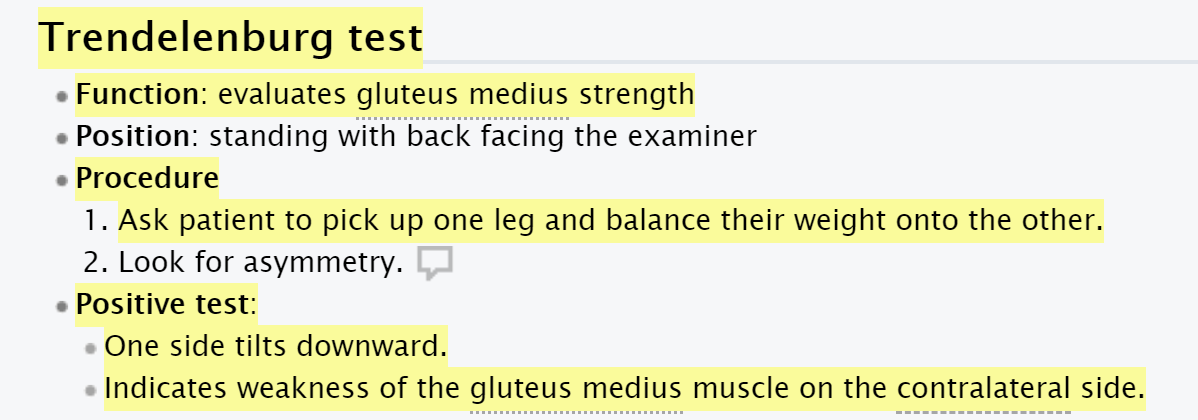 Trendelenburg test
Function: evaluates gluteus medius strength
Position: standing with back facing the examiner
Procedure
1. Ask patient to pick up one leg and balance their weight onto the other.
2. Look for asymmetry.
Positive test:
One side tilts downward.
Indicates weakness of the gluteus medius muscle on the contralateral side.